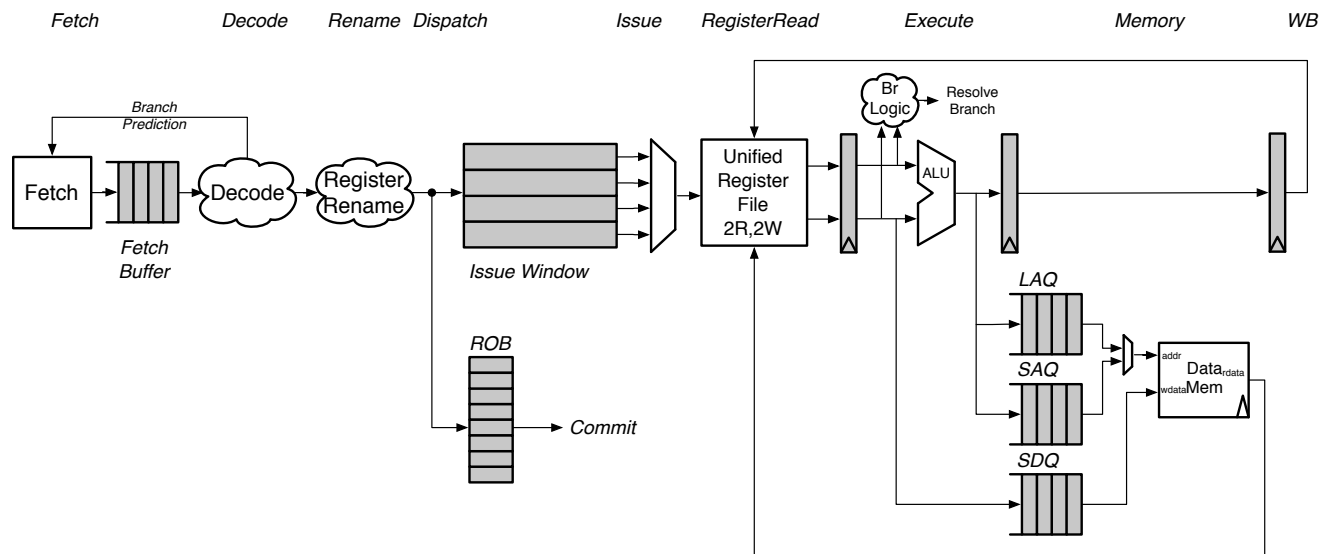 Fetch
Decode
Rename
Dispatch
Issue
RegisterRead
Execute
Memory
WB
Branch
Prediction
Fetch
Fetch
Buffer
Decode
Register
Rename
Issue Window
ROB
Commit
Unified
Register
File
2R,2W
Br
Logic
Resolve
Branch
ALU
LAQ
SAQ
SDQ
addr
Data rdata
wdata Mem